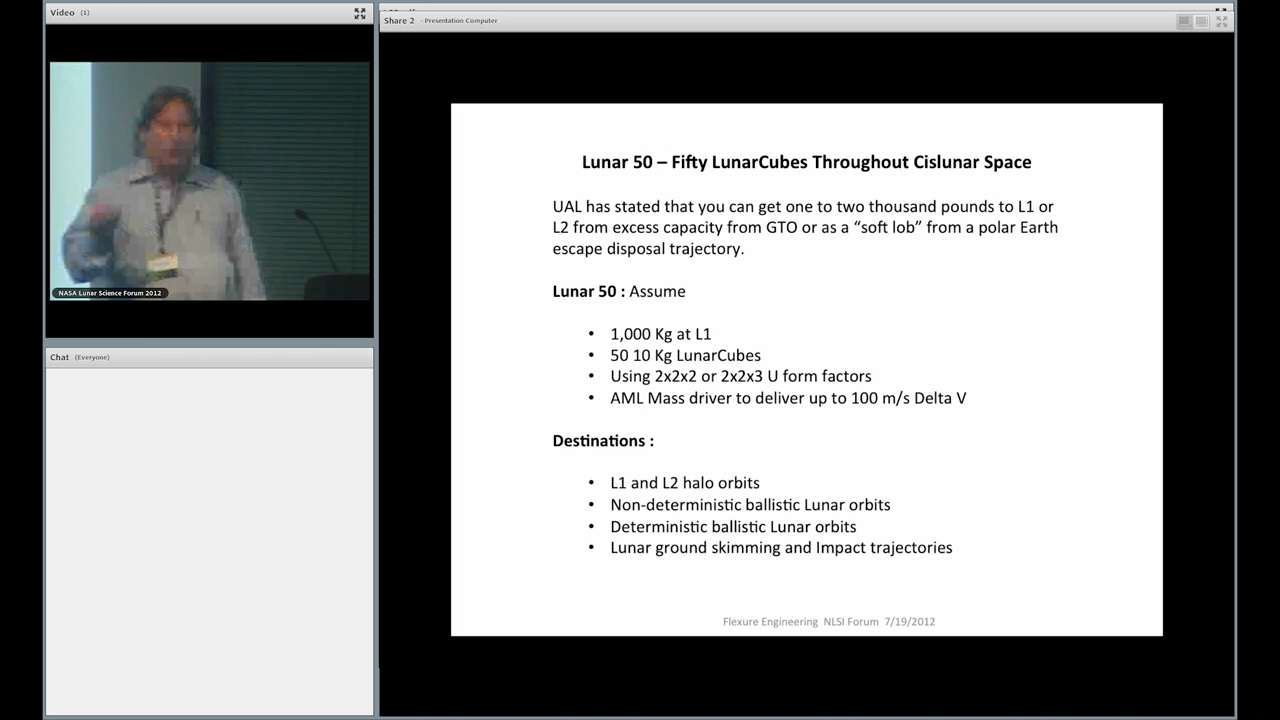 Video (1)
Share 2 - Presentation Computer
NASA Lunar Science Forum 2012
Chat (Everyone)
Lunar 50 – Fifty LunarCubes Throughout Cislunar Space
UAL has stated that you can get one to two thousand pounds to L1 or
L2 from excess capacity from GTO or as a “soft lob” from a polar Earth
escape disposal trajectory.
Lunar 50 : Assume
• 1,000 Kg at L1
• 50 10 Kg LunarCubes
• Using 2x2x2 or 2x2x3 U form factors
• AML Mass driver to deliver up to 100 m/s Delta V
Destinations :
• L1 and L2 halo orbits
• Non-deterministic ballistic Lunar orbits
• Deterministic ballistic Lunar orbits
• Lunar ground skimming and Impact trajectories
Flexure Engineering NLSI Forum 7/19/2012